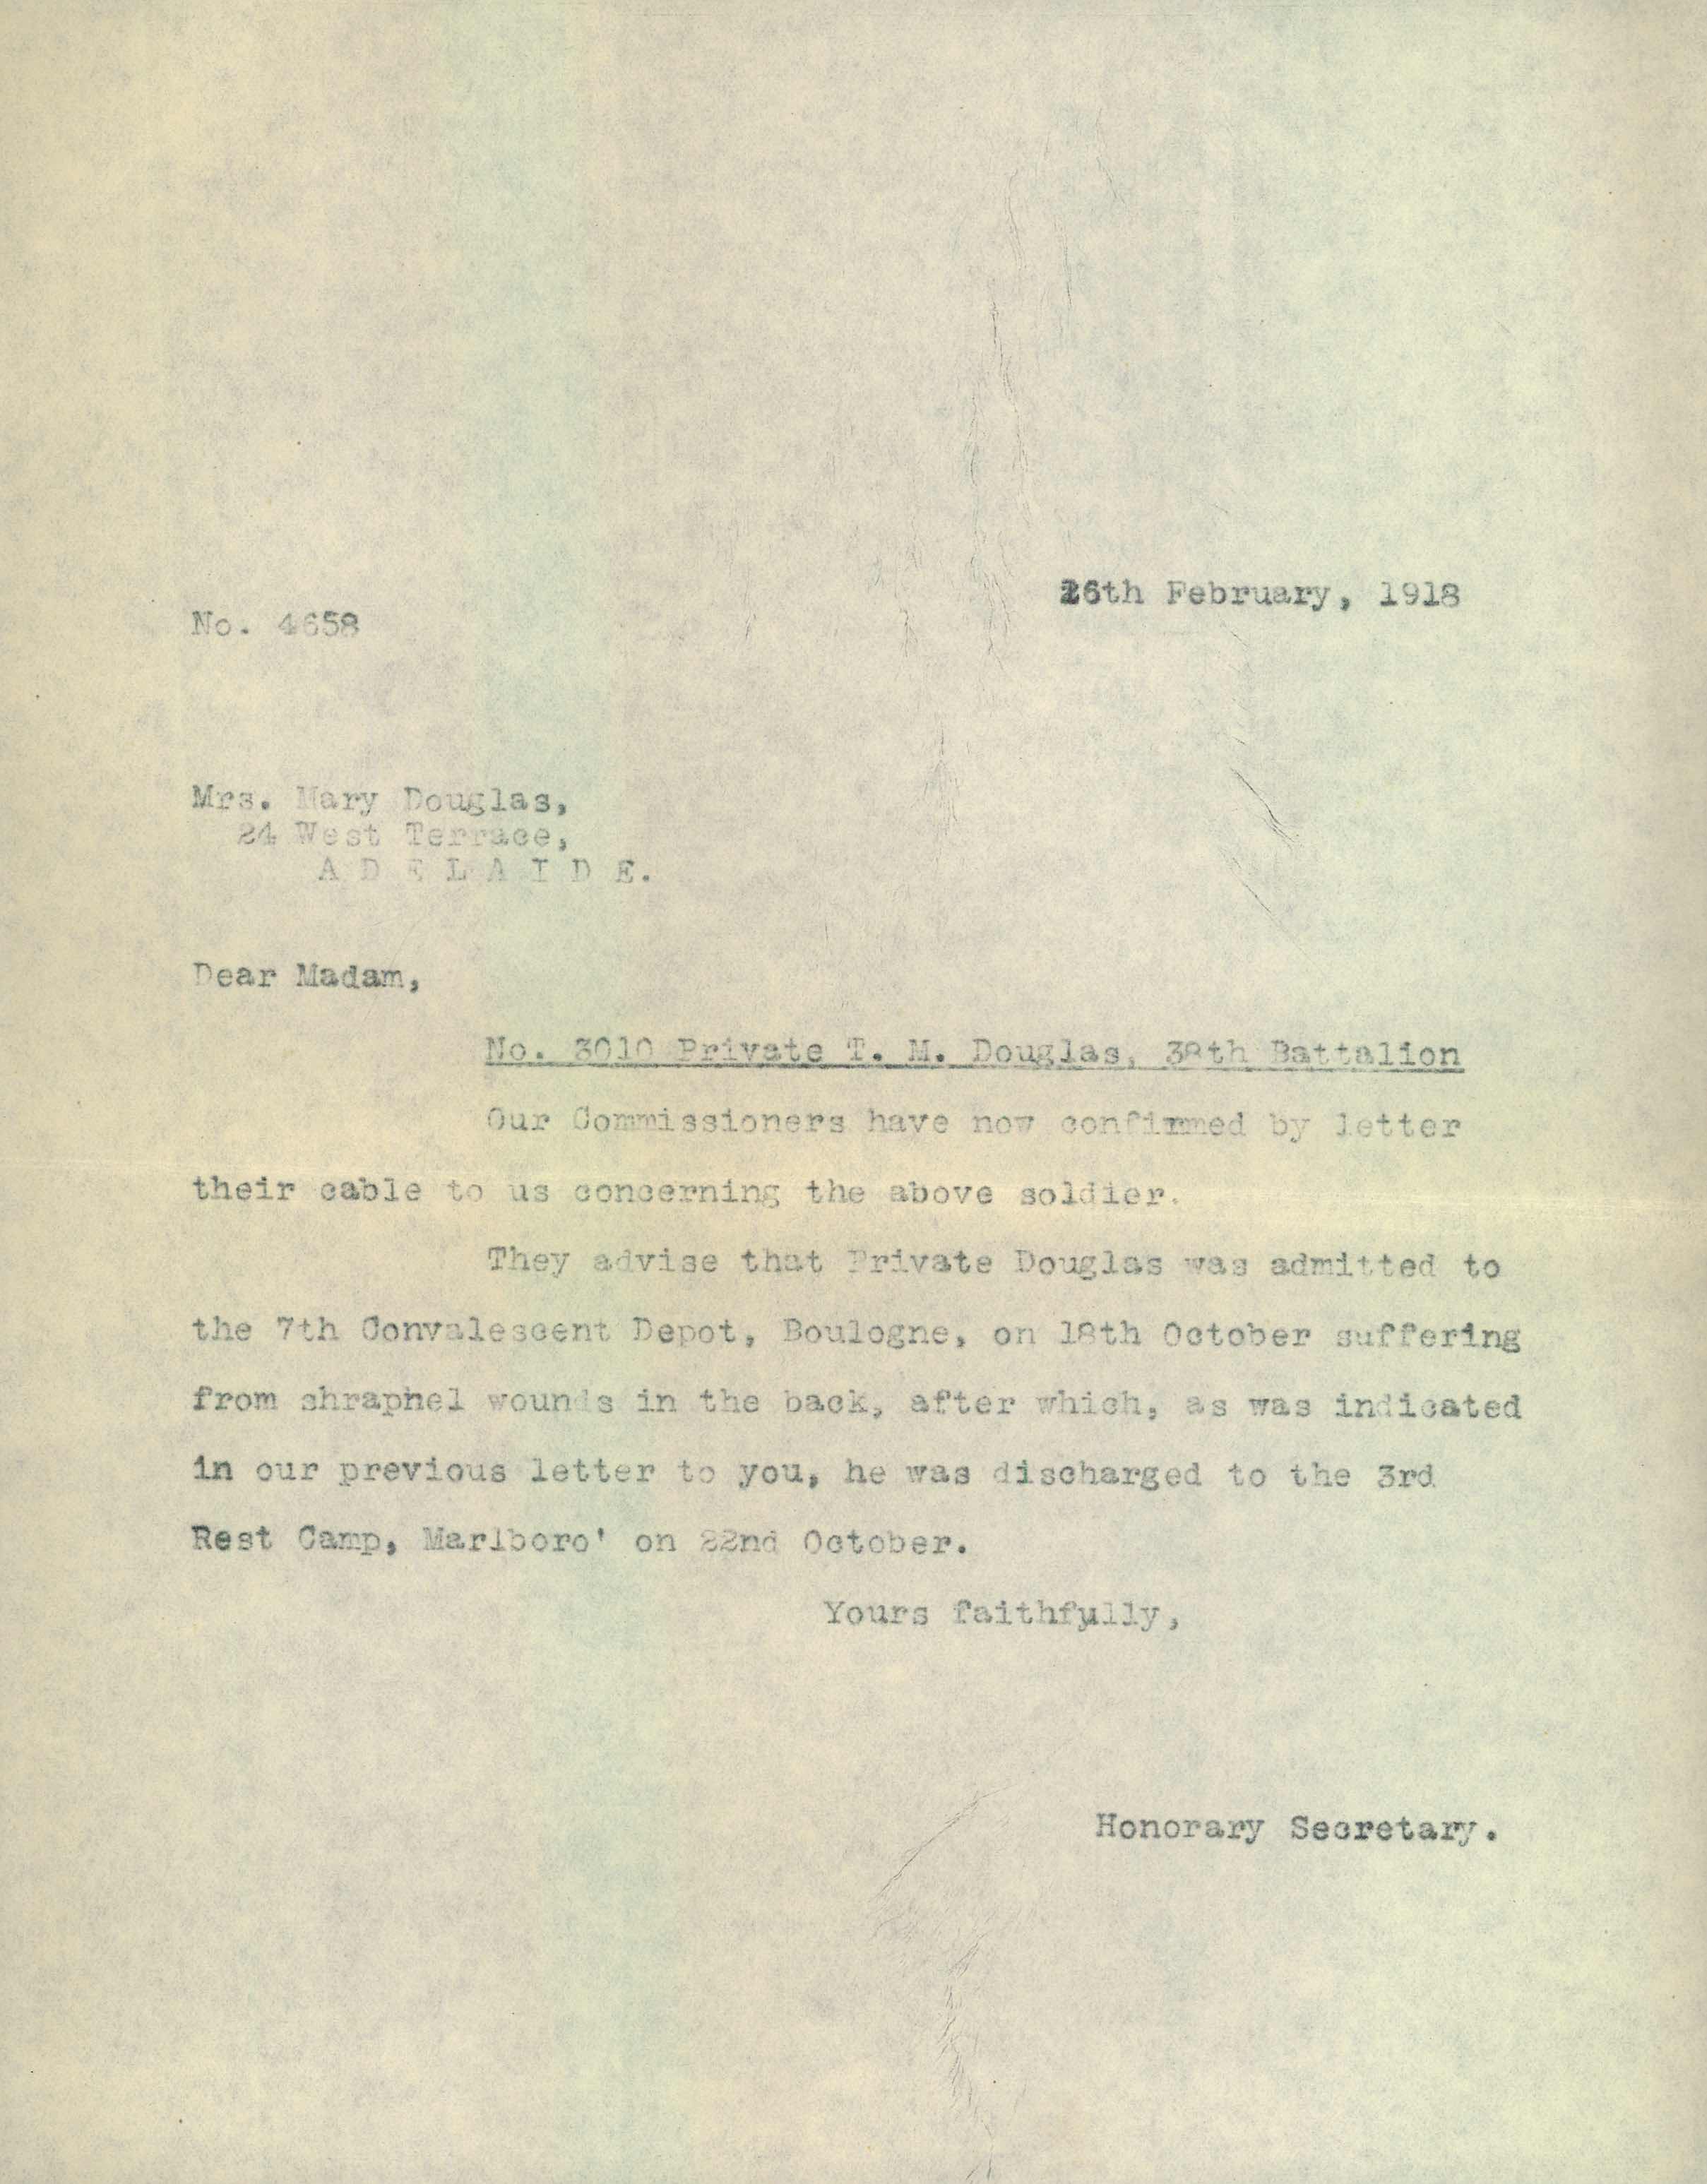 26th February, 1918
No. 4658
Mrs. Mary Douglas,
24 West Terrace,
A D E L A I D E.
Dear Madam,
No. 3010 Private T. M. Douglas, 38th Battalion
Our Commissioners have now confirmed by letter
their cable to us concerning the above soldier.
They advise that Private Douglas was admitted to
the 7th Convalescent Depot, Boulogne, on 18th October suffering
from shraphel wounds in the back, after which, as was indicated
in our previous letter to you, he was discharged to the 3rd
Rest Camp, Marlboro' on 22nd October.
Yours faithfully,
Honorary Secretary.